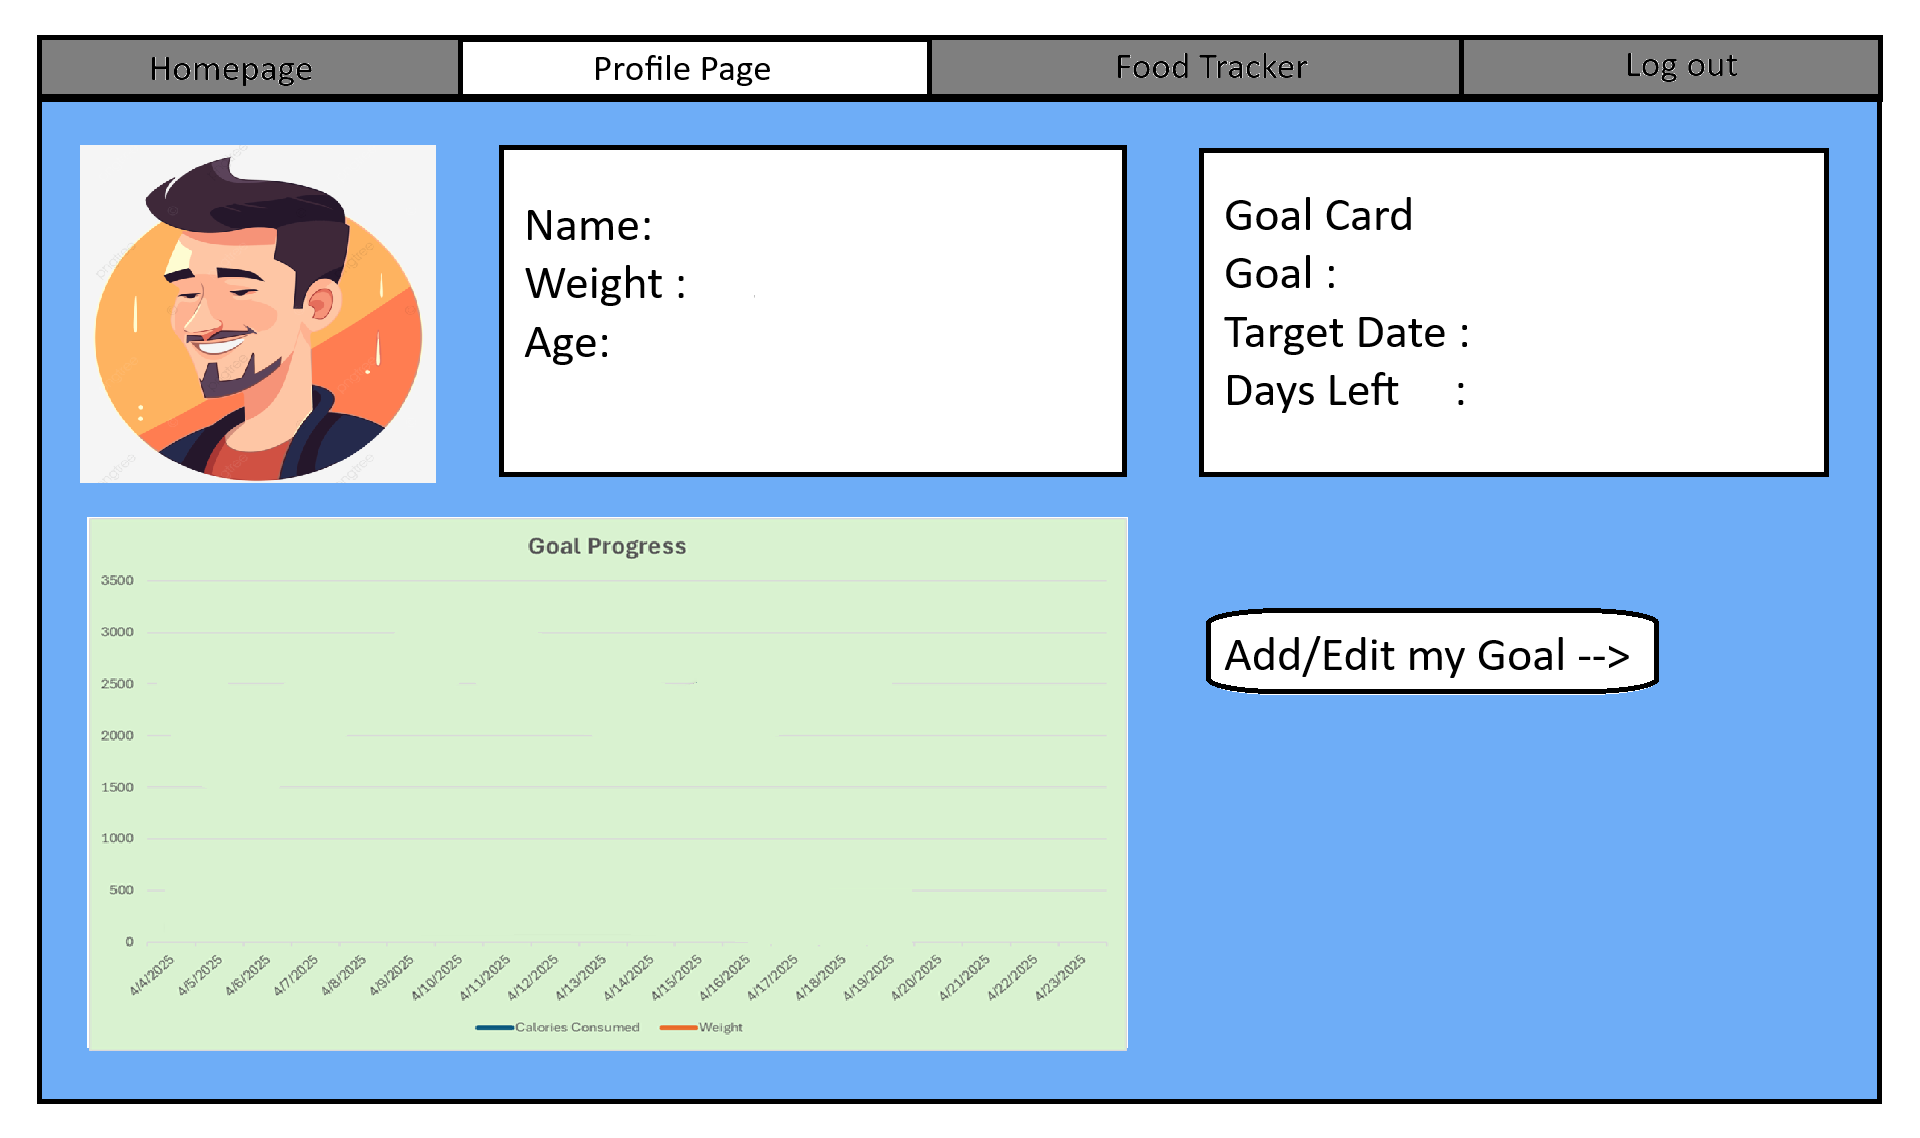 Homepage
Profile Page
Food Tracker
Log out
Name:
Weight :
Age:
Goal Card
Goal :
Target Date :
Days Left :
Goal Progress
3500
3000
2500
2000
1500
1000
500
0
4/4/2025
4/5/2025
4/6/2025
4/7/2025
4/8/2025
4/9/2025
4/10/2025
4/11/2025
4/12/2025
4/13/2025
4/14/2025
4/15/2025
4/16/2025
4/17/2025
4/18/2025
4/19/2025
4/20/2025
4/21/2025
4/22/2025
4/23/2025
Calories Consumed
Weight
Add/Edit my Goal -->